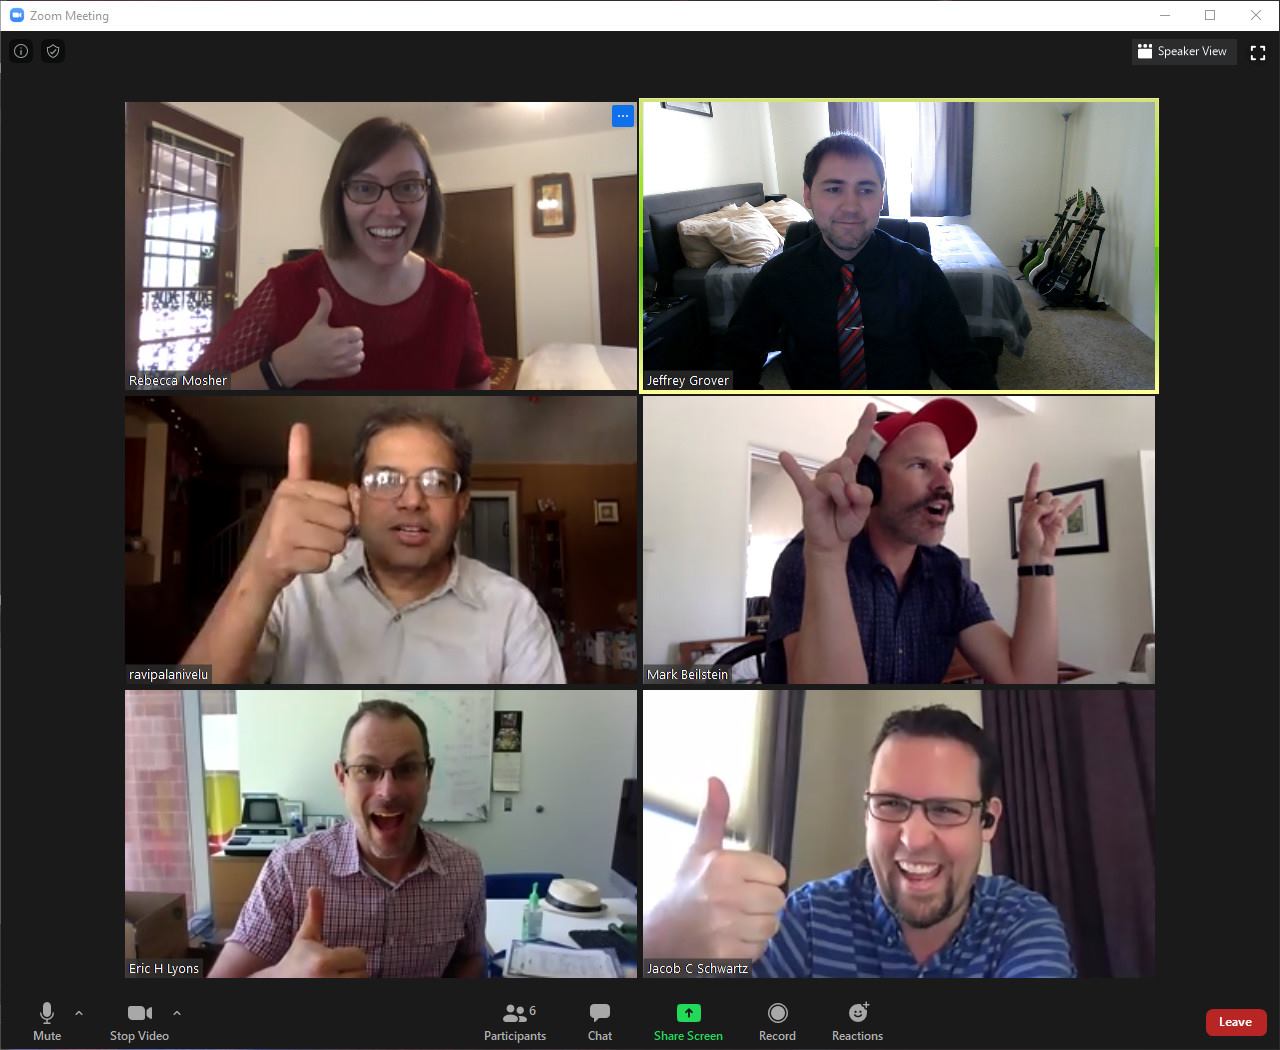 Zoom Meeting
Speaker View
Rebecca Mosher
Jeffrey Grover
ravipalanivelu
Mark Beilstein
Eric H Lyons
Jacob C Schwartz
Mute
Stop Video
Participants
6
Chat
Share Screen
Record
Reactions
Leave